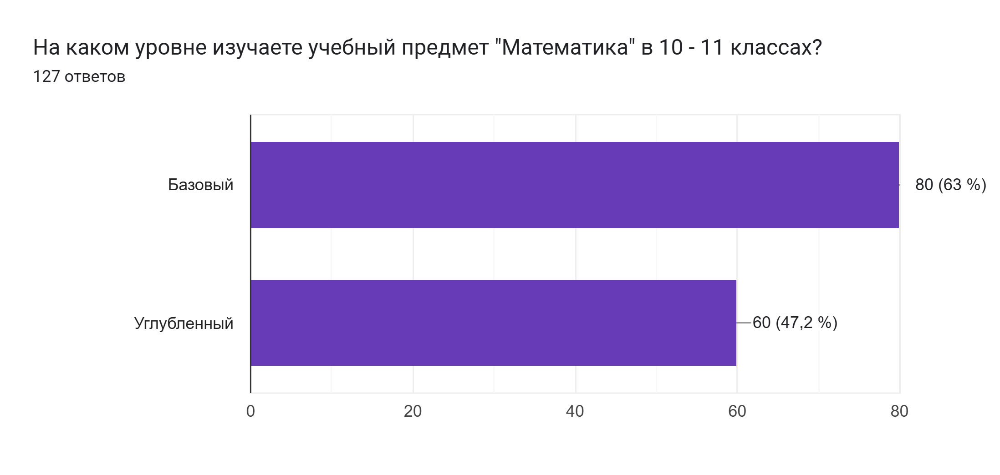 На каком уровне изучаете учебный предмет "Математика" в 10 - 11 классах?
127 ответов
Базовый
80 (63 %)
Углубленный
60 (47,2 %)
0 20 40 60 80